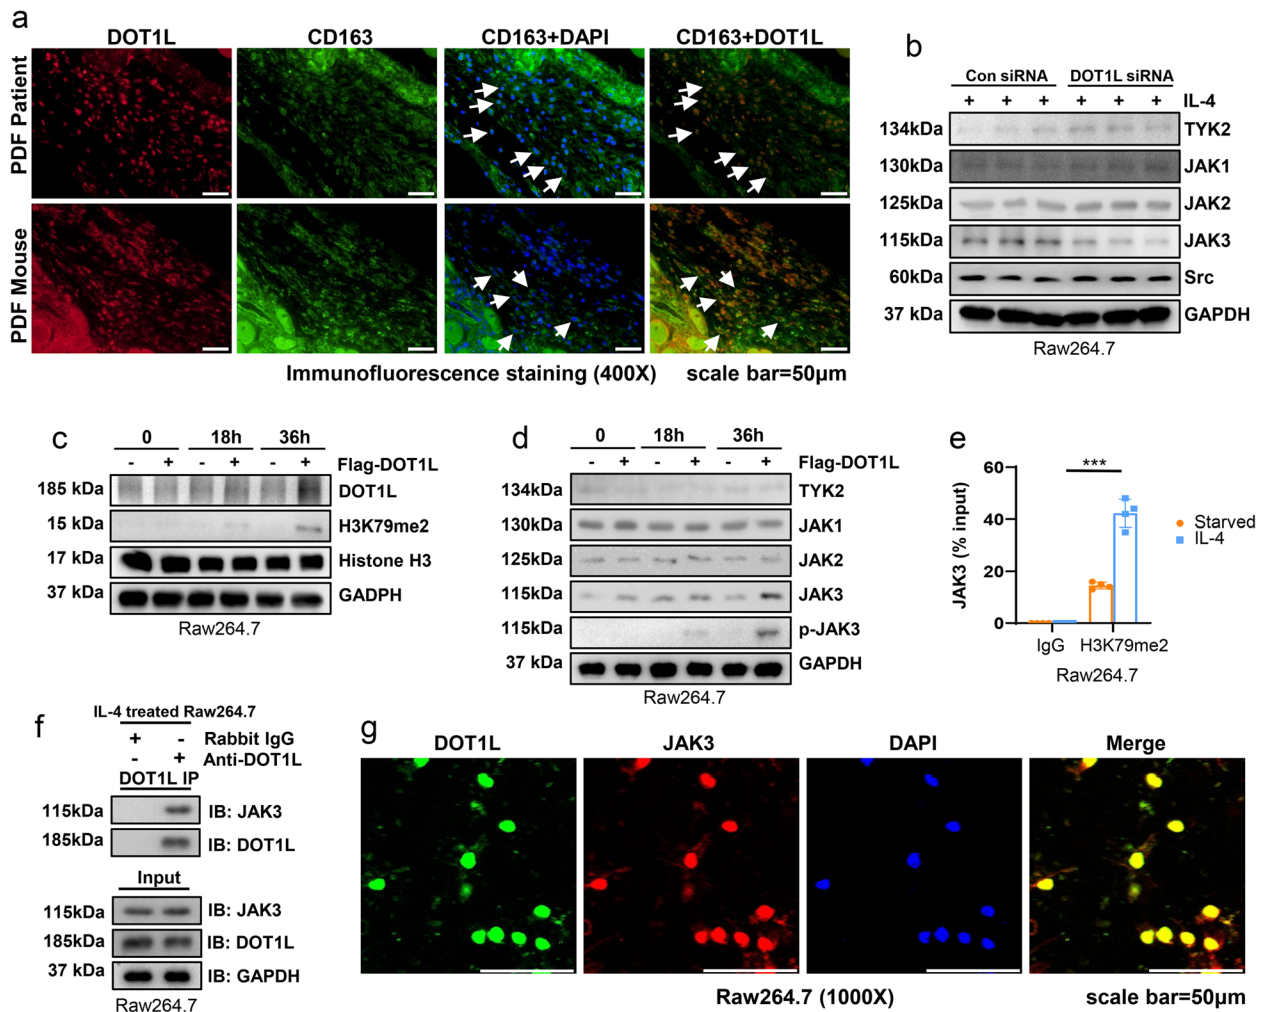 a
DOT1L CD163 CD163+DAPI CD163+DOT1L
PDF Patient
PDF Mouse
Immunofluorescence staining (400X) scale bar=50μm
b
Con siRNA DOT1L siRNA
+ + + + + + IL-4
134kDa TYK2
130kDa JAK1
125kDa JAK2
115kDa JAK3
60kDa Src
37 kDa GAPDH
Raw264.7
c
0 18h 36h
- + - + - + Flag-DOT1L
185 kDa DOT1L
15 kDa H3K79me2
17 kDa Histone H3
37 kDa GADPH
Raw264.7
d
0 18h 36h
- + - + - + Flag-DOT1L
134kDa TYK2
130kDa JAK1
125kDa JAK2
115kDa JAK3
115kDa p-JAK3
37 kDa GAPDH
Raw264.7
e
JAK3 (% input)
60
40
20
0
***
Starved
IL-4
IgG H3K79me2
Raw264.7
f
IL-4 treated Raw264.7
+ - Rabbit IgG
- + Anti-DOT1L
DOT1L IP
115kDa IB: JAK3
185kDa IB: DOT1L
Input
115kDa IB: JAK3
185kDa IB: DOT1L
37 kDa IB: GAPDH
Raw264.7
g
DOT1L JAK3 DAPI Merge
Raw264.7 (1000X) scale bar=50μm